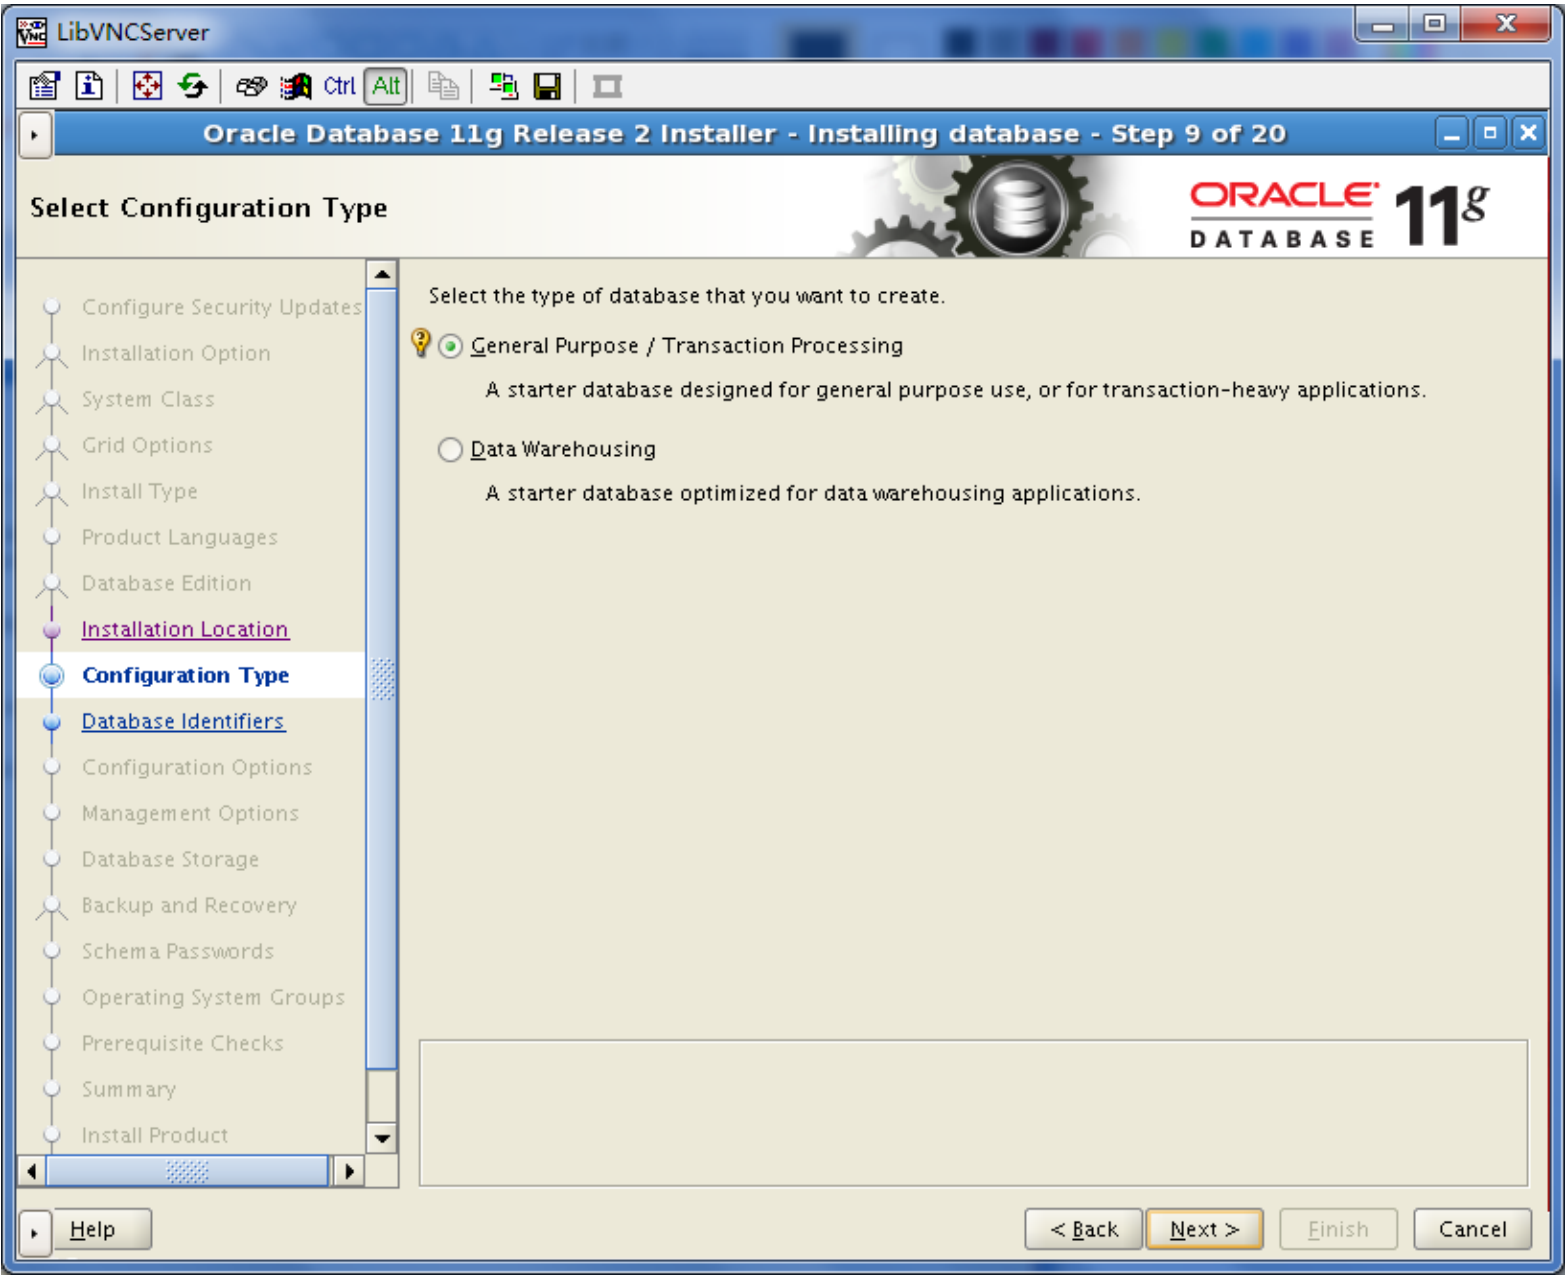 LibVNCServer
Ctrl Alt
Oracle Database 11g Release 2 Installer - Installing database - Step 9 of 20
Select Configuration Type
ORACLE 11g
DATABASE
Configure Security Updates
Installation Option
System Class
Grid Options
Install Type
Product Languages
Database Edition
Installation Location
Configuration Type
Database Identifiers
Configuration Options
Management Options
Database Storage
Backup and Recovery
Schema Passwords
Operating System Groups
Prerequisite Checks
Summary
Install Product
Select the type of database that you want to create.
General Purpose / Transaction Processing
A starter database designed for general purpose use, or for transaction-heavy applications.
Data Warehousing
A starter database optimized for data warehousing applications.
Help
< Back
Next >
Finish
Cancel